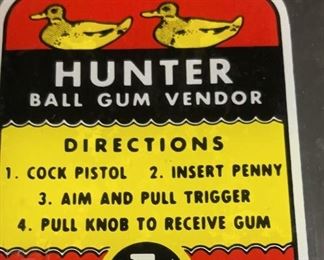 HUNTER
BALL GUM VENDOR
DIRECTIONS
1. COCK PISTOL 2. INSERT PENNY
3. AIM AND PULL TRIGGER
4. PULL KNOB TO RECEIVE GUM